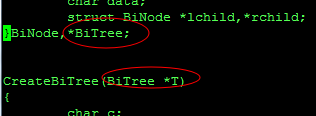 char data;
struct BiNode *lchild,*rchild;
}BiNode,*BiTree;
CreateBiTree(BiTree *T)
{
char c;